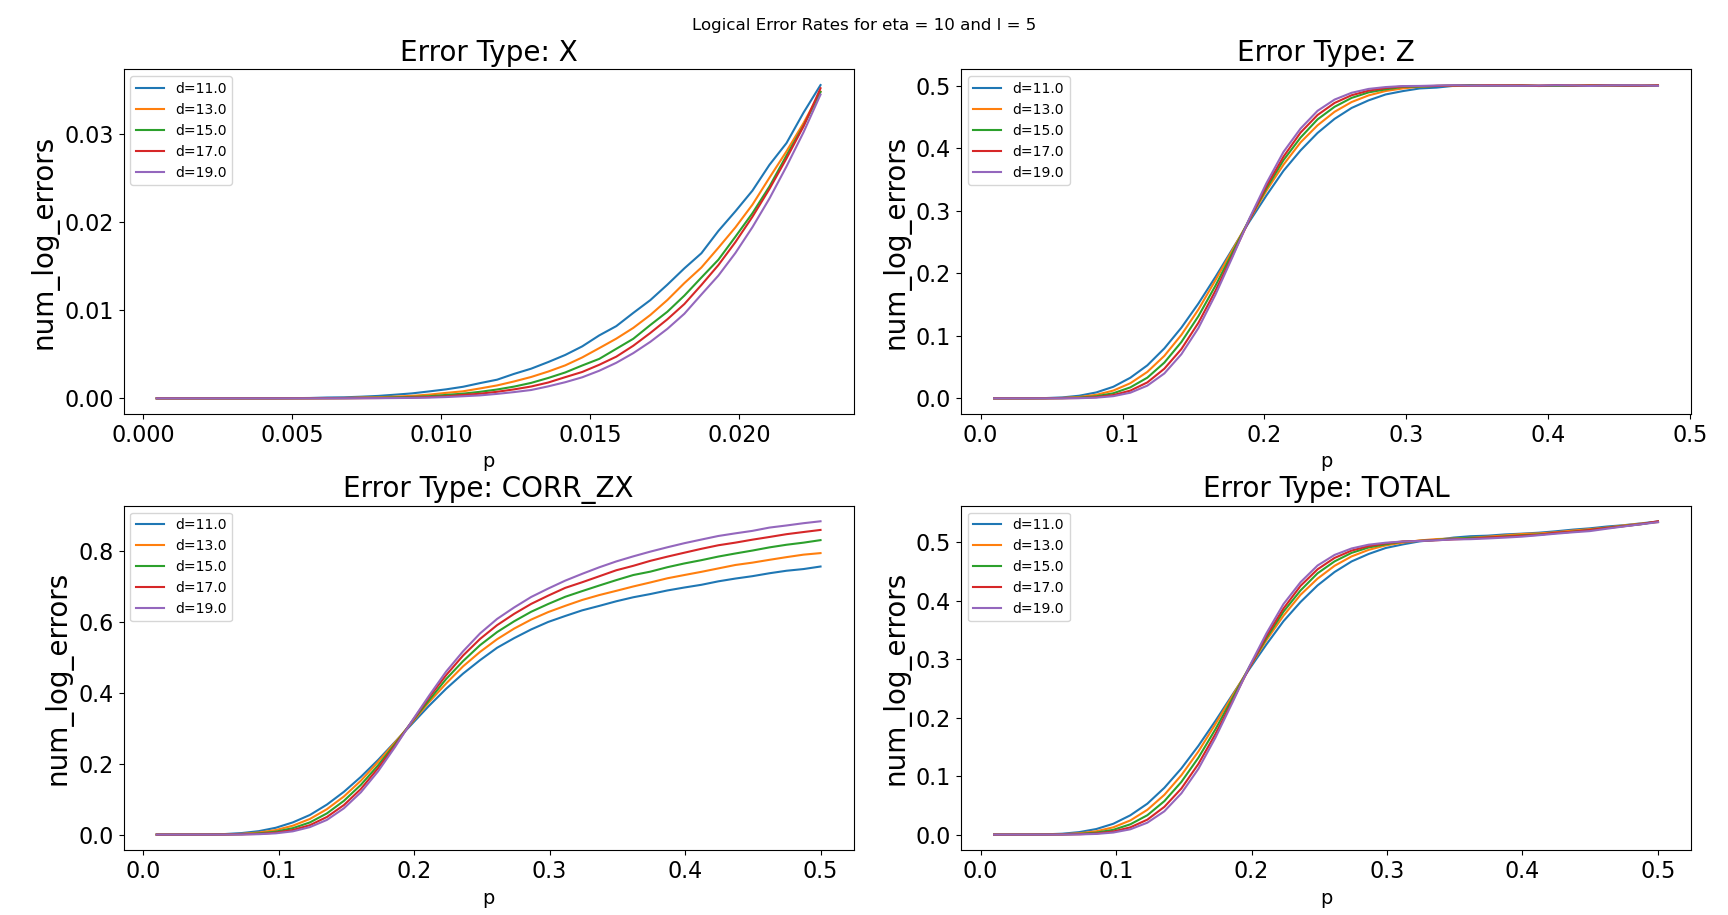 Logical Error Rates for eta = 10 and l = 5
Error Type: X
num_log_errors
0.03
0.02
0.01
0.00
d=11.0
d=13.0
d=15.0
d=17.0
d=19.0
0.000 0.005 0.010 0.015 0.020
p
Error Type: Z
num_log_errors
0.5
0.4
0.3
0.2
0.1
0.0
d=11.0
d=13.0
d=15.0
d=17.0
d=19.0
0.0 0.1 0.2 0.3 0.4 0.5
p
Error Type: CORR_ZX
num_log_errors
0.8
0.6
0.4
0.2
0.0
d=11.0
d=13.0
d=15.0
d=17.0
d=19.0
0.0 0.1 0.2 0.3 0.4 0.5
p
Error Type: TOTAL
num_log_errors
0.5
0.4
0.3
0.2
0.1
0.0
d=11.0
d=13.0
d=15.0
d=17.0
d=19.0
0.0 0.1 0.2 0.3 0.4 0.5
p